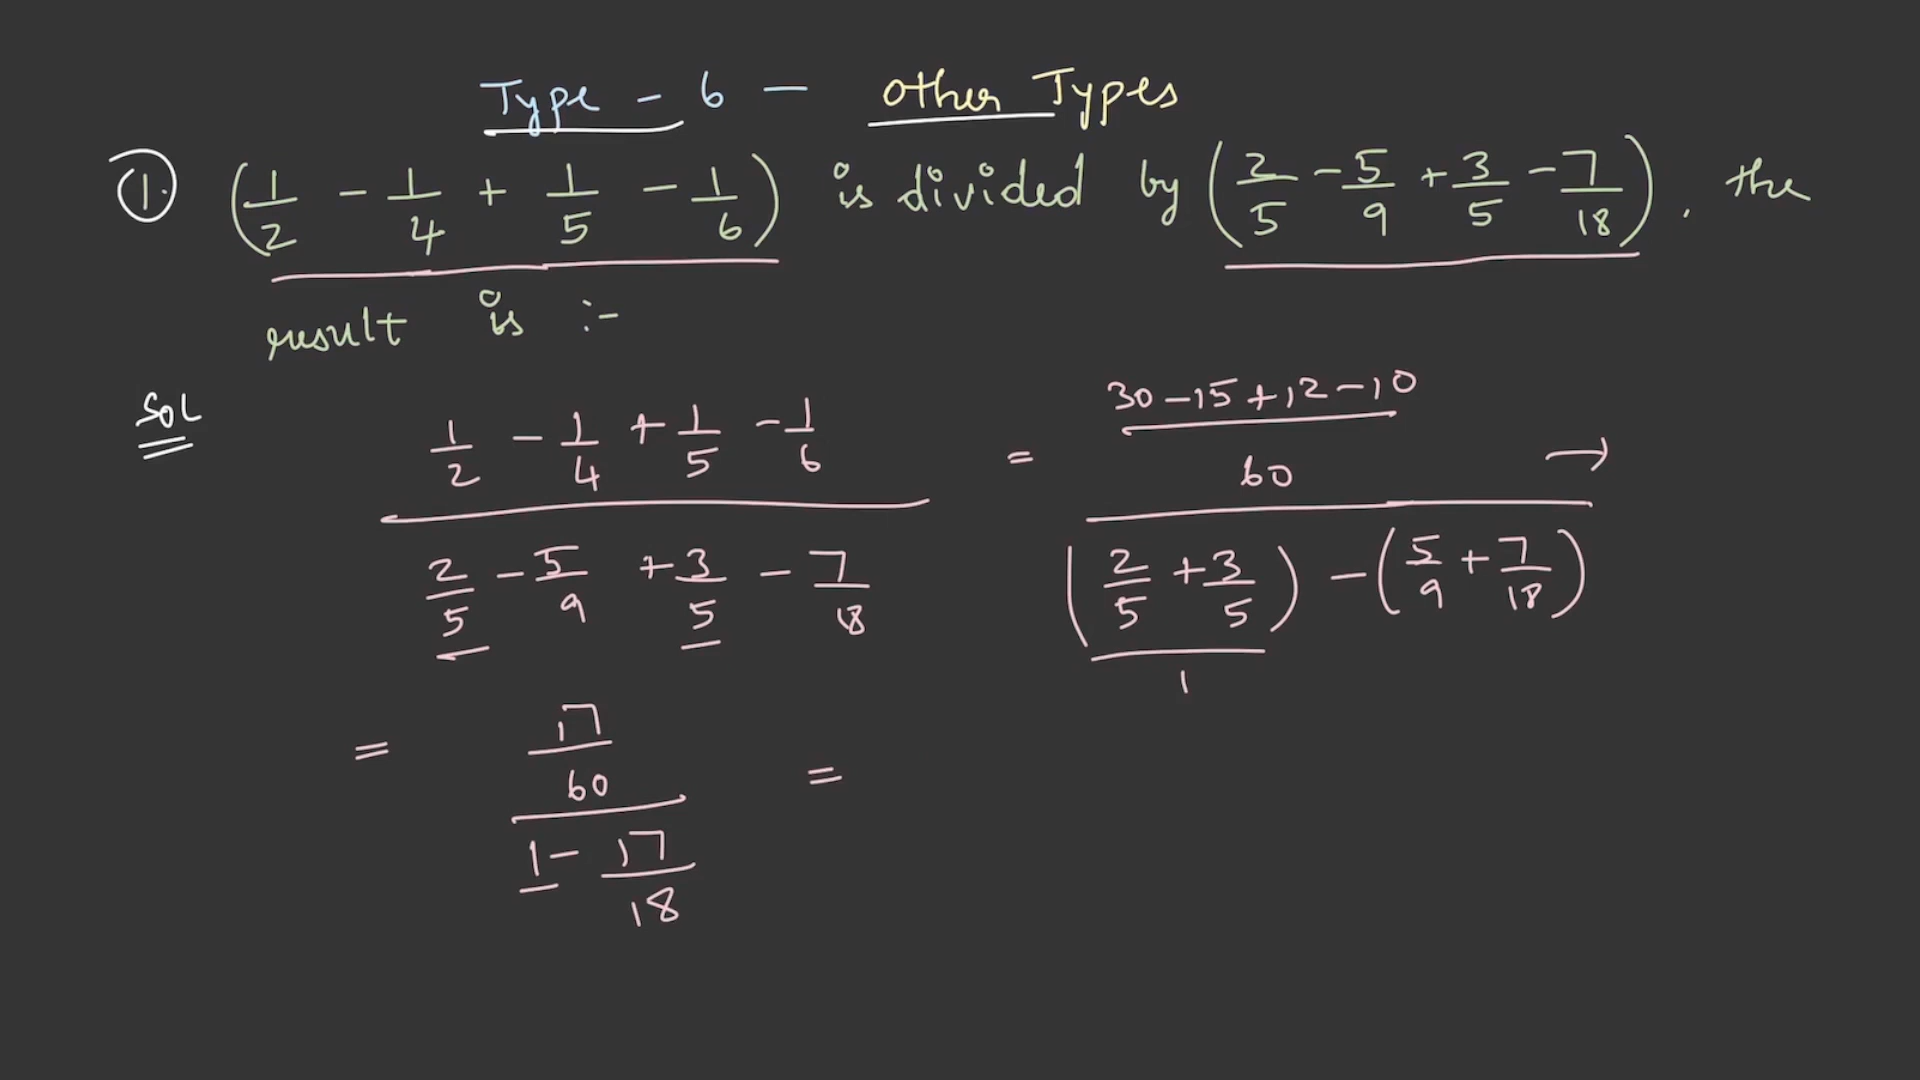 Type - 6 - Other Types
① (1/2 - 1/4 + 1/5 - 1/6) is divided by (2/5 - 5/9 + 3/5 - 7/18), the
result is :-
Sol
(1/2 - 1/4 + 1/5 - 1/6) / (2/5 - 5/9 + 3/5 - 7/18) = ((30 - 15 + 12 - 10)/60) / ((2/5 + 3/5) - (5/9 + 7/18)) →
1
= (17/60) / (1 - 17/18) =